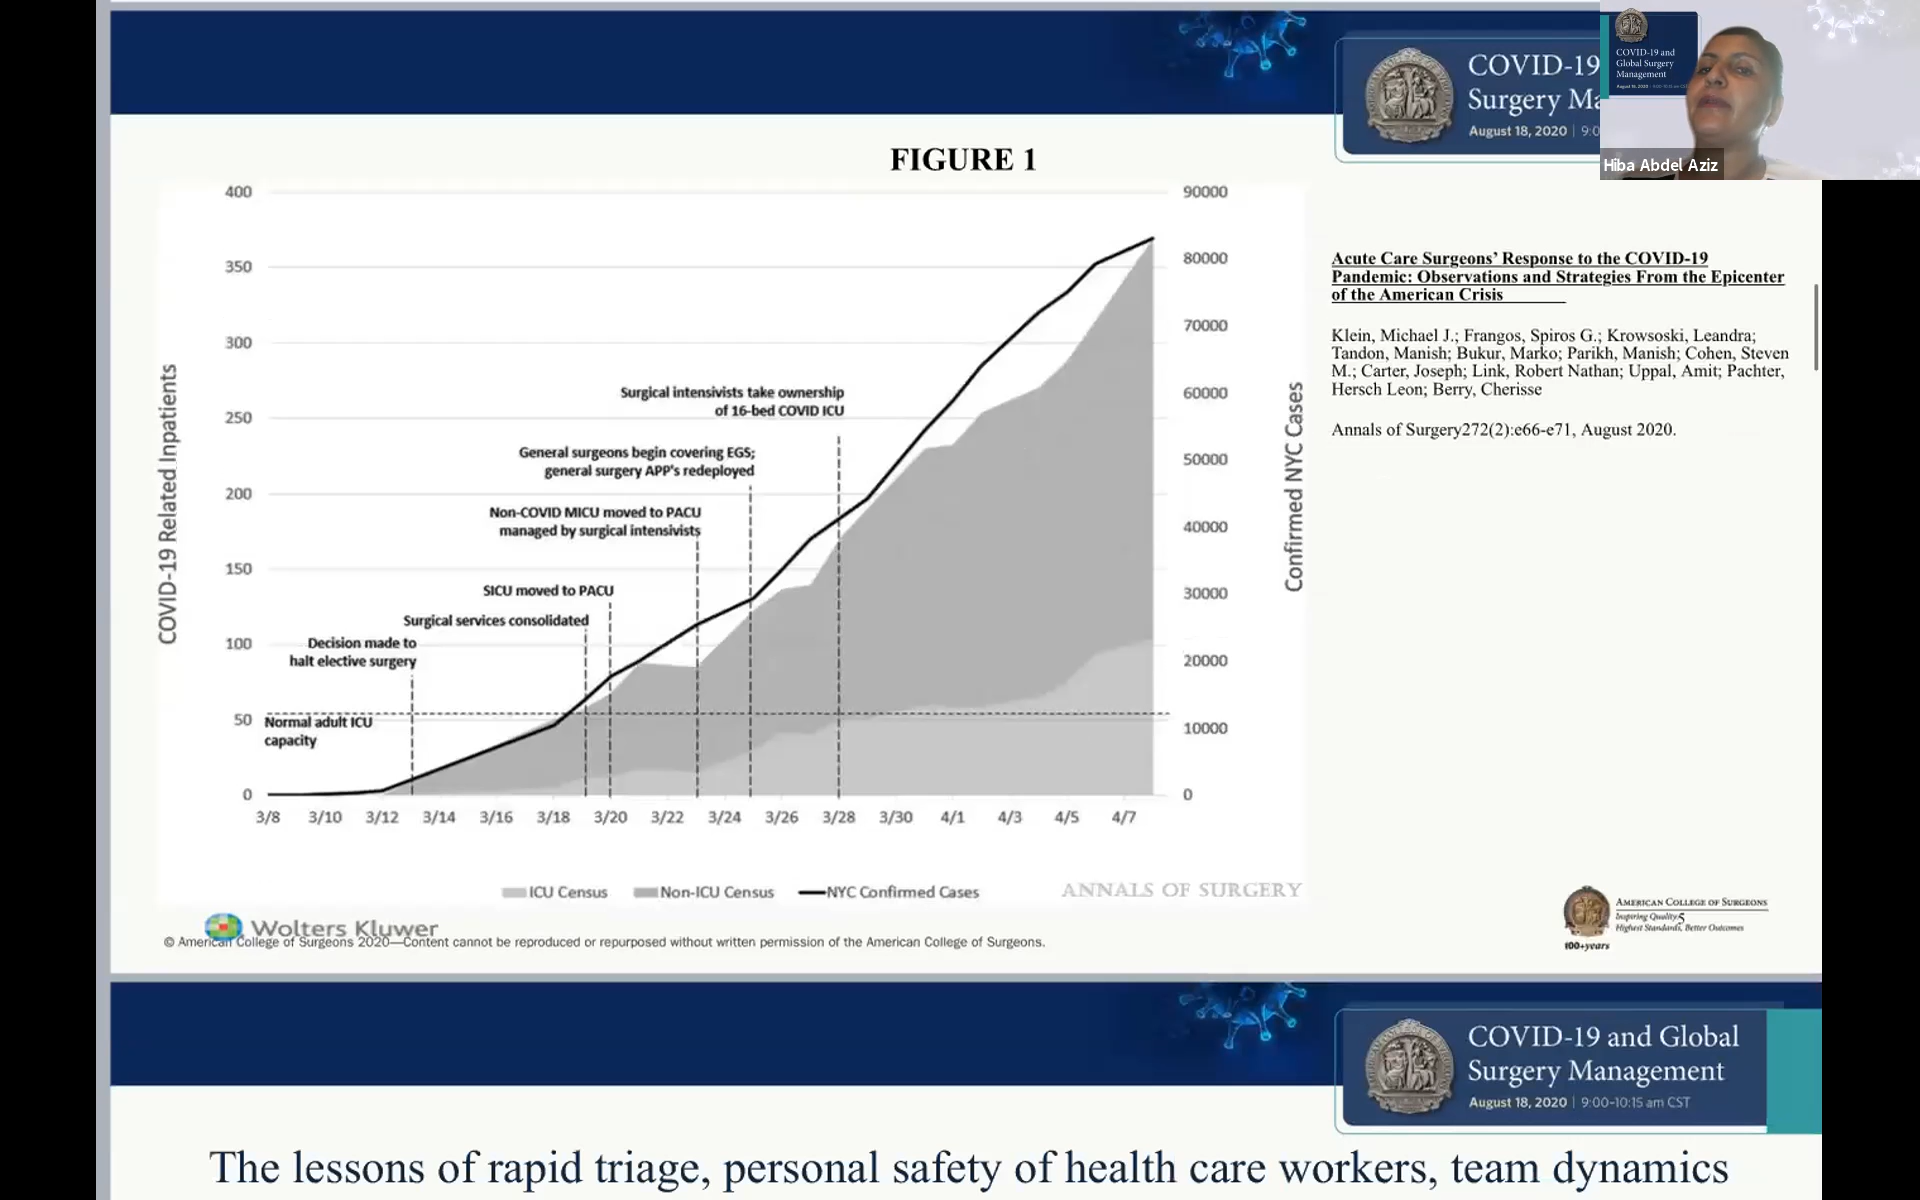 COVID-19
Surgery Ma
August 18, 2020 | 9:0
COVID-19 and
Global Surgery
Management
August 18, 2020
Hiba Abdel Aziz
FIGURE 1
400
350
300
250
200
150
100
50
0
COVID-19 Related Inpatients
90000
80000
70000
60000
50000
40000
30000
20000
10000
0
Confirmed NYC Cases
Surgical intensivists take ownership
of 16-bed COVID ICU
General surgeons begin covering EGS;
general surgery APP's redeployed
Non-COVID MICU moved to PACU
managed by surgical intensivists
SICU moved to PACU
Surgical services consolidated
Decision made to
halt elective surgery
Normal adult ICU
capacity
3/8 3/10 3/12 3/14 3/16 3/18 3/20 3/22 3/24 3/26 3/28 3/30 4/1 4/3 4/5 4/7
ICU Census Non-ICU Census NYC Confirmed Cases
ANNALS OF SURGERY
Acute Care Surgeons’ Response to the COVID-19
Pandemic: Observations and Strategies From the Epicenter
of the American Crisis
Klein, Michael J.; Frangos, Spiros G.; Krowsoski, Leandra;
Tandon, Manish; Bukur, Marko; Parikh, Manish; Cohen, Steven
M.; Carter, Joseph; Link, Robert Nathan; Uppal, Amit; Pachter,
Hersch Leon; Berry, Cherisse
Annals of Surgery272(2):e66-e71, August 2020.
Wolters Kluwer
© American College of Surgeons 2020—Content cannot be reproduced or repurposed without written permission of the American College of Surgeons.
AMERICAN COLLEGE OF SURGEONS
Inspiring Quality:
5
Highest Standards, Better Outcomes
100+years
COVID-19 and Global
Surgery Management
August 18, 2020 | 9:00-10:15 am CST
The lessons of rapid triage, personal safety of health care workers, team dynamics